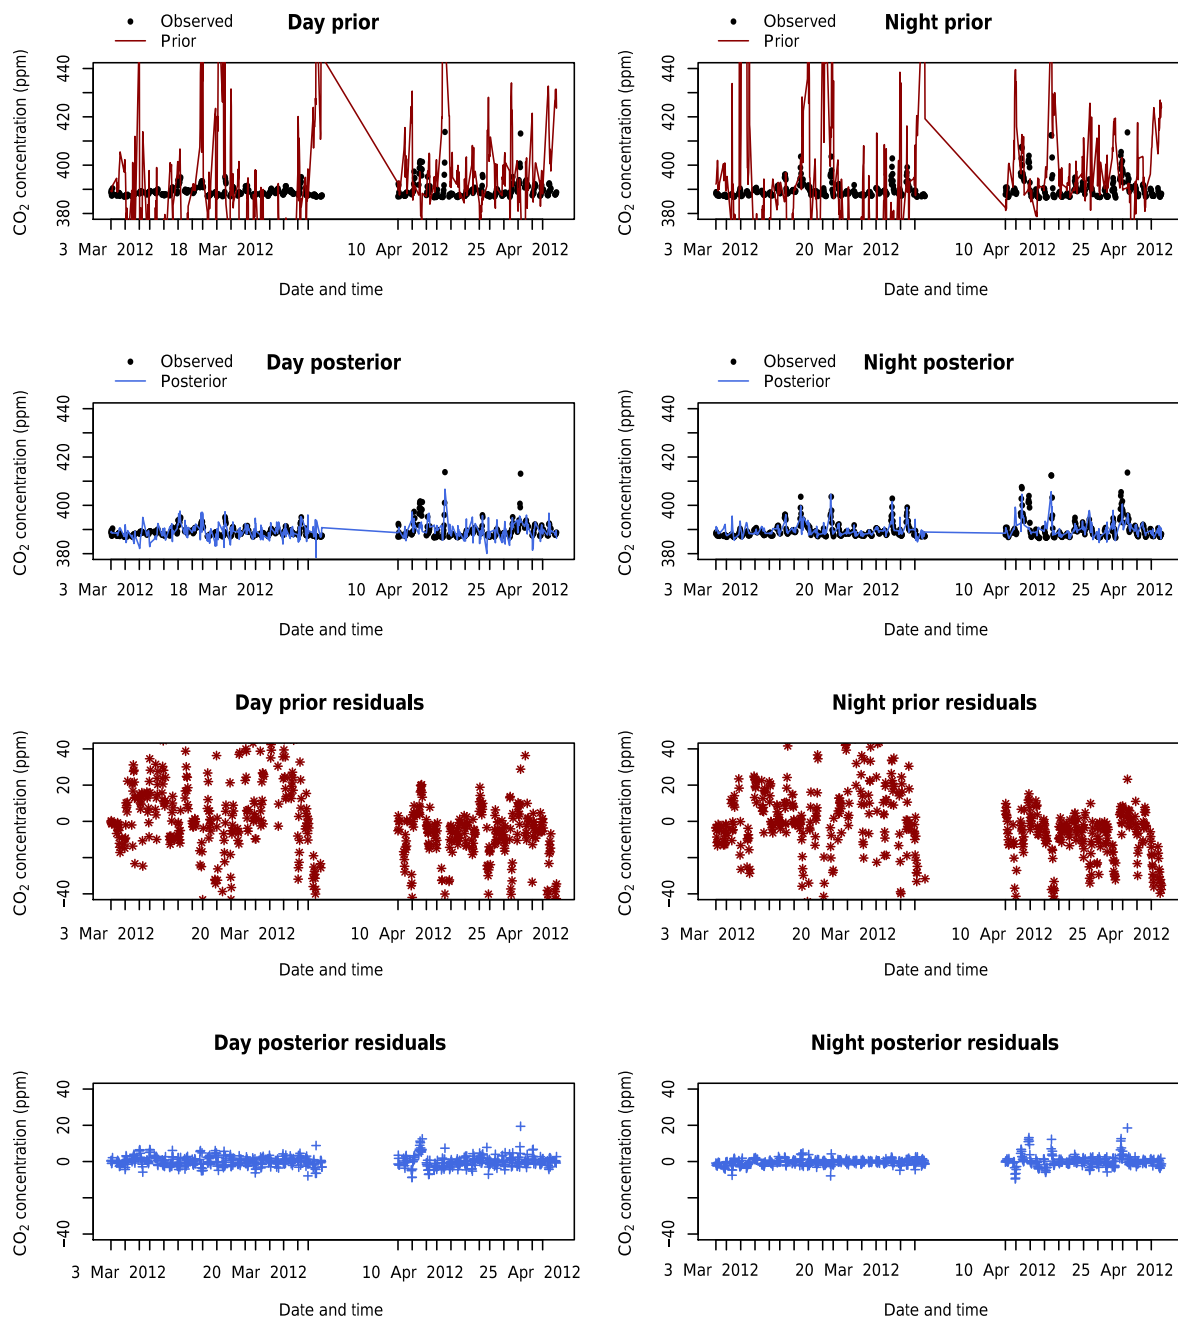 Observed
Prior
Day prior
CO₂ concentration (ppm)
380 400 420 440
3 Mar 2012 18 Mar 2012 10 Apr 2012 25 Apr 2012
Date and time
Observed
Prior
Night prior
CO₂ concentration (ppm)
380 400 420 440
3 Mar 2012 20 Mar 2012 10 Apr 2012 25 Apr 2012
Date and time
Observed
Posterior
Day posterior
CO₂ concentration (ppm)
380 400 420 440
3 Mar 2012 18 Mar 2012 10 Apr 2012 25 Apr 2012
Date and time
Observed
Posterior
Night posterior
CO₂ concentration (ppm)
380 400 420 440
3 Mar 2012 20 Mar 2012 10 Apr 2012 25 Apr 2012
Date and time
Day prior residuals
CO₂ concentration (ppm)
−40 0 20 40
3 Mar 2012 20 Mar 2012 10 Apr 2012 25 Apr 2012
Date and time
Night prior residuals
CO₂ concentration (ppm)
−40 0 20 40
3 Mar 2012 20 Mar 2012 10 Apr 2012 25 Apr 2012
Date and time
Day posterior residuals
CO₂ concentration (ppm)
−40 0 20 40
3 Mar 2012 20 Mar 2012 10 Apr 2012 25 Apr 2012
Date and time
Night posterior residuals
CO₂ concentration (ppm)
−40 0 20 40
3 Mar 2012 20 Mar 2012 10 Apr 2012 25 Apr 2012
Date and time